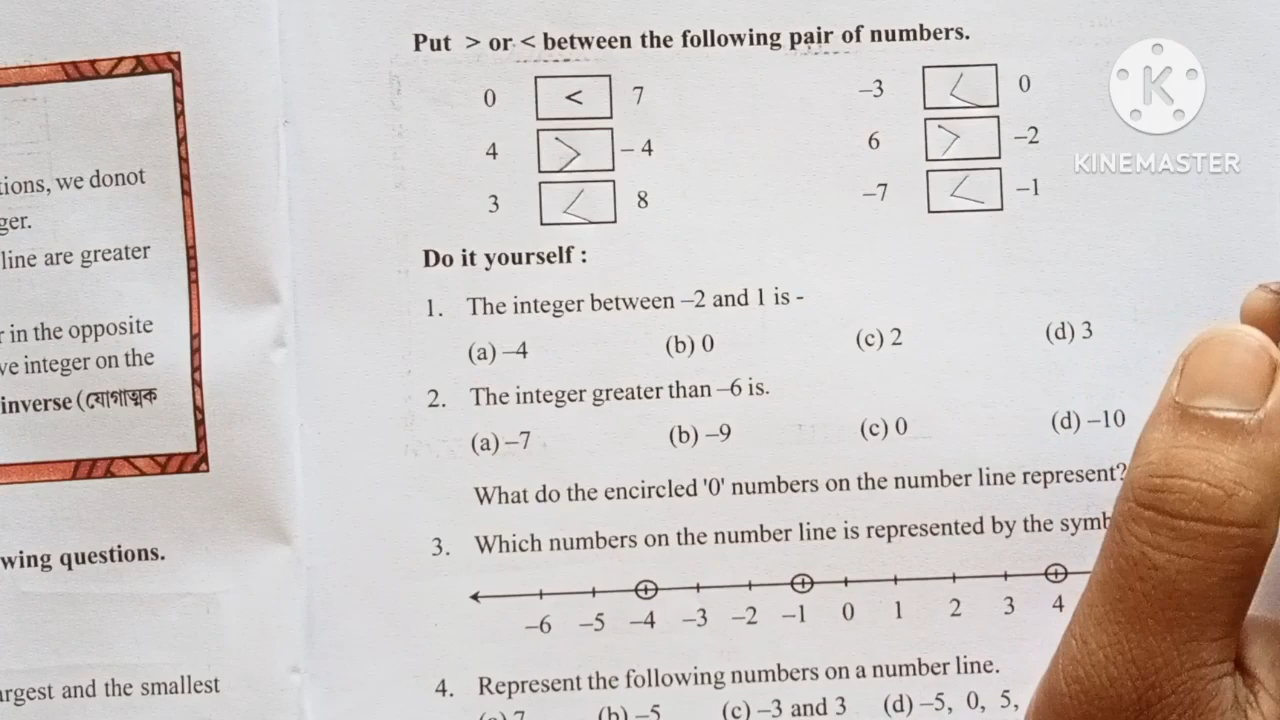 Put > or < between the following pair of numbers.
0 < 7 –3 < 0
4 > – 4 6 > –2
3 < 8 –7 < –1
KINEMASTER
tions, we donot
ger.
line are greater
r in the opposite
ve integer on the
inverse (যোগাত্মক
wing questions.
argest and the smallest
Do it yourself :
1. The integer between –2 and 1 is -
(a) –4 (b) 0 (c) 2 (d) 3
2. The integer greater than –6 is.
(a) –7 (b) –9 (c) 0 (d) –10
What do the encircled '0' numbers on the number line represent?
3. Which numbers on the number line is represented by the symb
–6 –5 –4 –3 –2 –1 0 1 2 3 4
4. Represent the following numbers on a number line.
(a) 7 (b) –5 (c) –3 and 3 (d) –5, 0, 5,